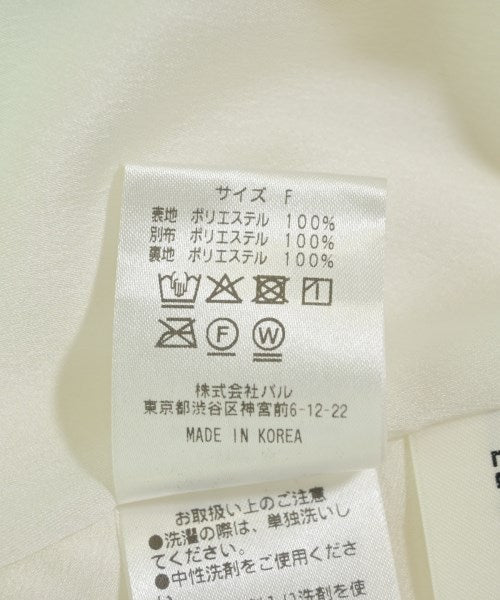 サイズ F
表地 ポリエステル 100%
別布 ポリエステル 100%
裏地 ポリエステル 100%
F W
株式会社パル
東京都渋谷区神宮前6-12-22
MADE IN KOREA
お取扱い上のご注意
●洗濯の際は、単独洗いし
てください。
●中性洗剤をご使用くださ
い